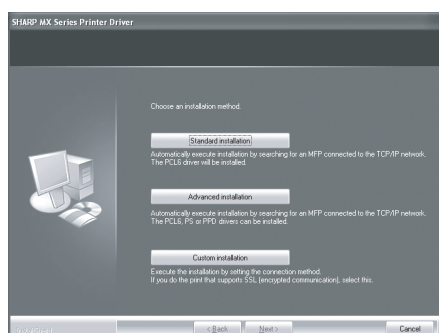 SHARP MX Series Printer Driver
Choose an installation method.
Standard installation
Automatically execute installation by searching for an MFP connected to the TCP/IP network.
The PCL6 driver will be installed.
Advanced installation
Automatically execute installation by searching for an MFP connected to the TCP/IP network.
The PCL6, PS or PPD drivers can be installed.
Custom installation
Execute the installation by setting the connection method.
If you do the print that supports SSL (encrypted communication), select this.
InstallShield
< Back Next > Cancel